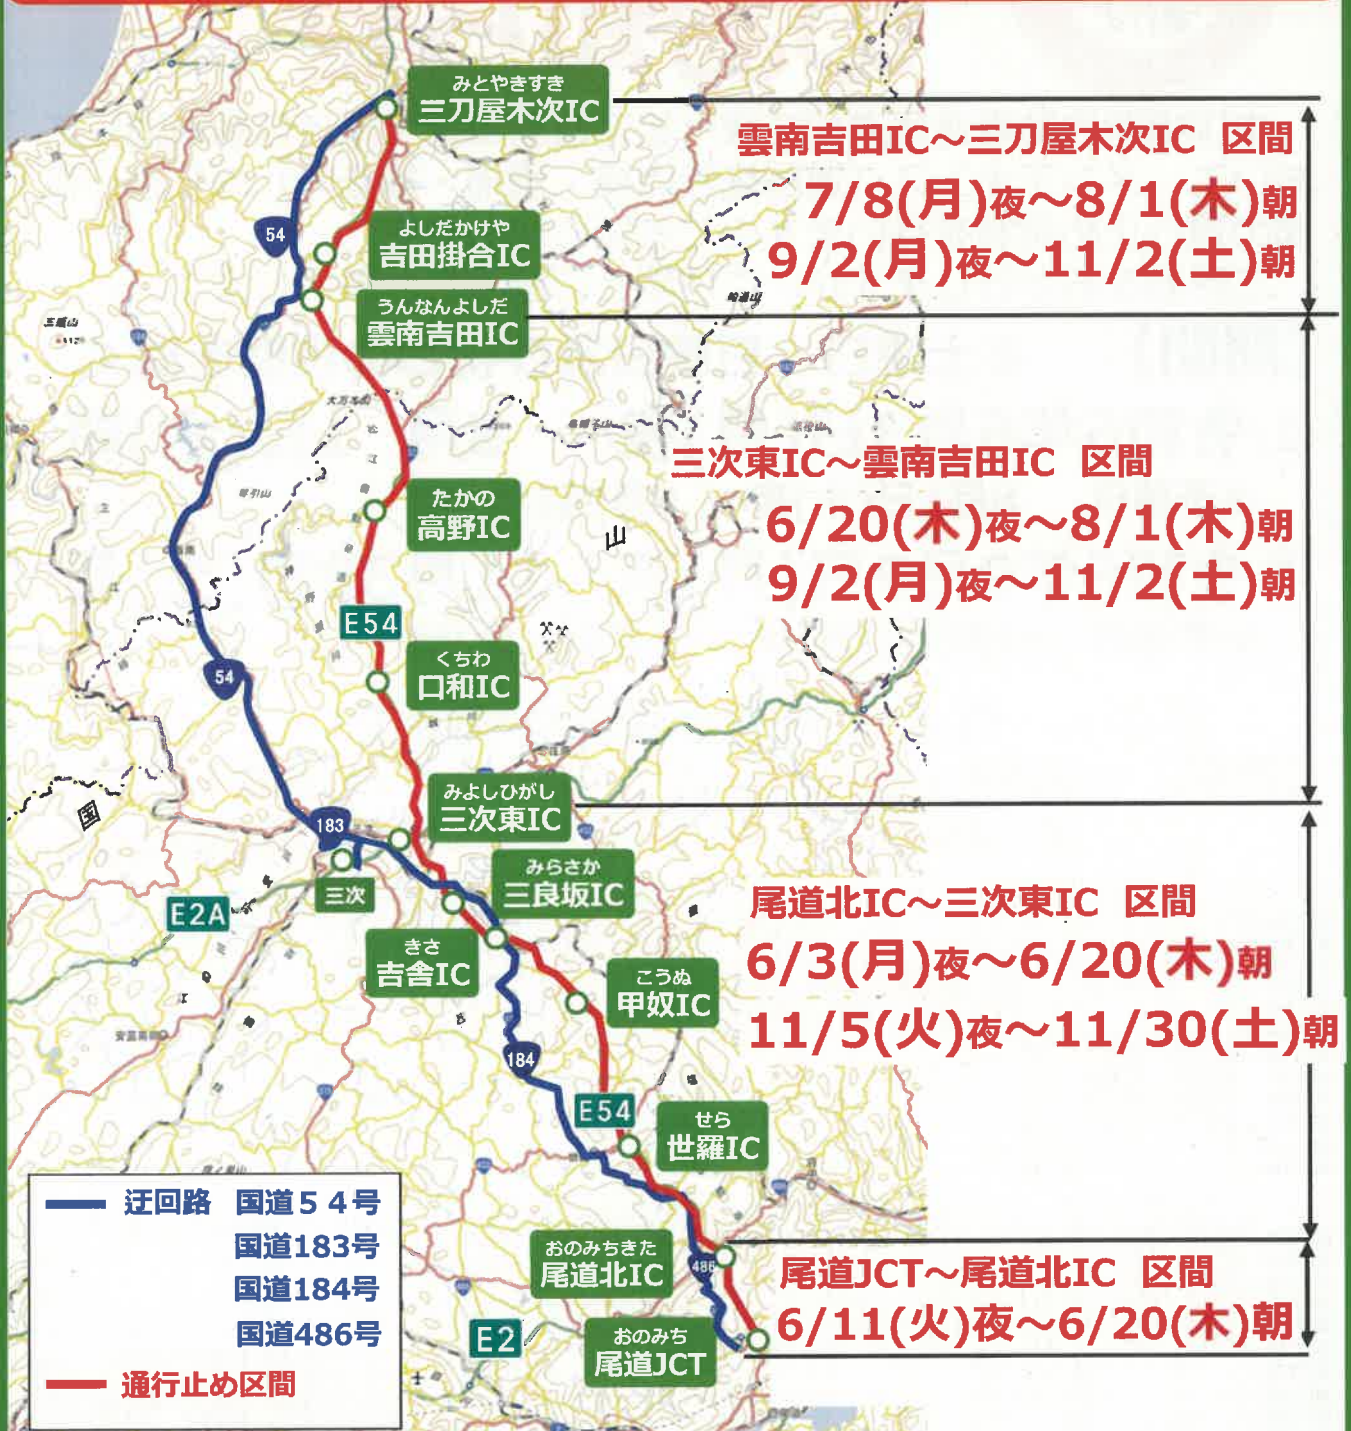 みとやきすき
三刀屋木次IC
雲南吉田IC～三刀屋木次IC 区間
7/8(月)夜～8/1(木)朝
9/2(月)夜～11/2(土)朝
54
よしだかけや
吉田掛合IC
うんなんよしだ
雲南吉田IC
三次東IC～雲南吉田IC 区間
6/20(木)夜～8/1(木)朝
9/2(月)夜～11/2(土)朝
たかの
高野IC
山
E54
くちわ
口和IC
54
国
みよしひがし
三次東IC
183
三次
E2A
みらさか
三良坂IC
尾道北IC～三次東IC 区間
6/3(月)夜～6/20(木)朝
11/5(火)夜～11/30(土)朝
きさ
吉舎IC
こうぬ
甲奴IC
184
E54
せら
世羅IC
おのみちきた
尾道北IC
486
尾道JCT～尾道北IC 区間
6/11(火)夜～6/20(木)朝
E2
おのみち
尾道JCT
迂回路 国道５４号
国道183号
国道184号
国道486号
通行止め区間